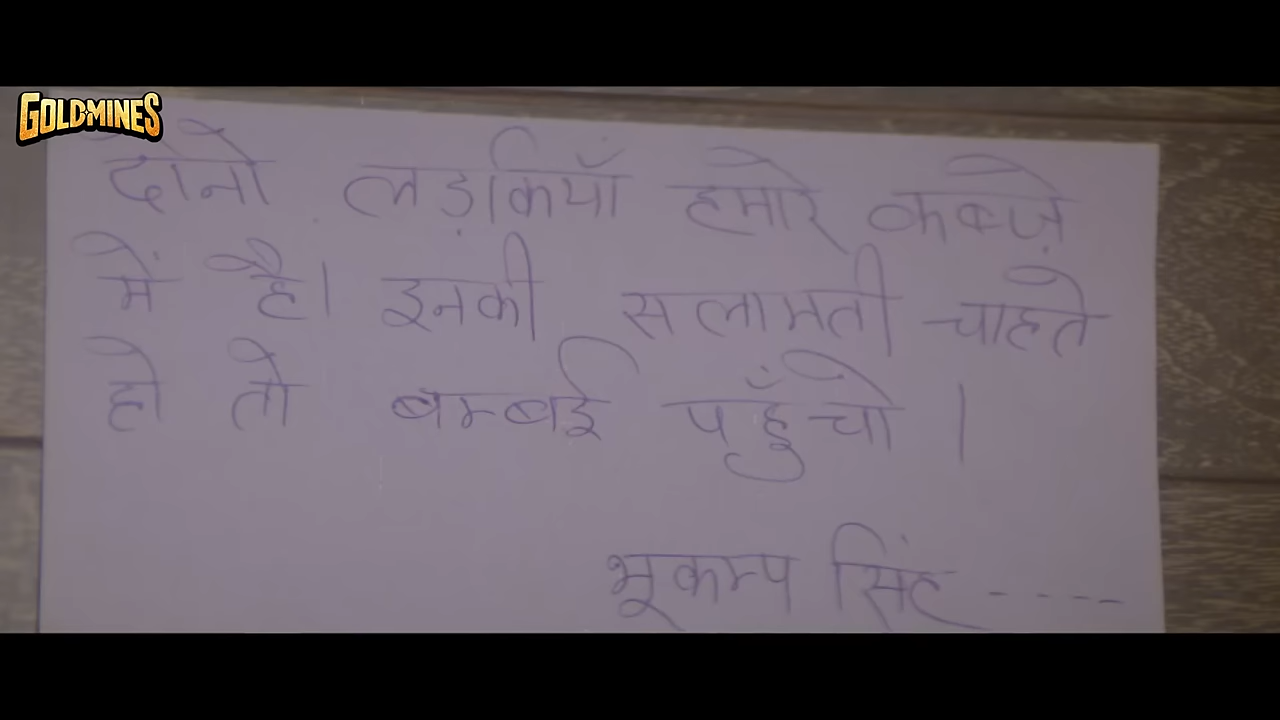 GOLDMINES
दोनो लड़कियाँ हमारे कब्ज़े
में है। इनकी सलामती चाहते
हो तो बम्बई पहुँचो ।
भूकम्प सिंह -----